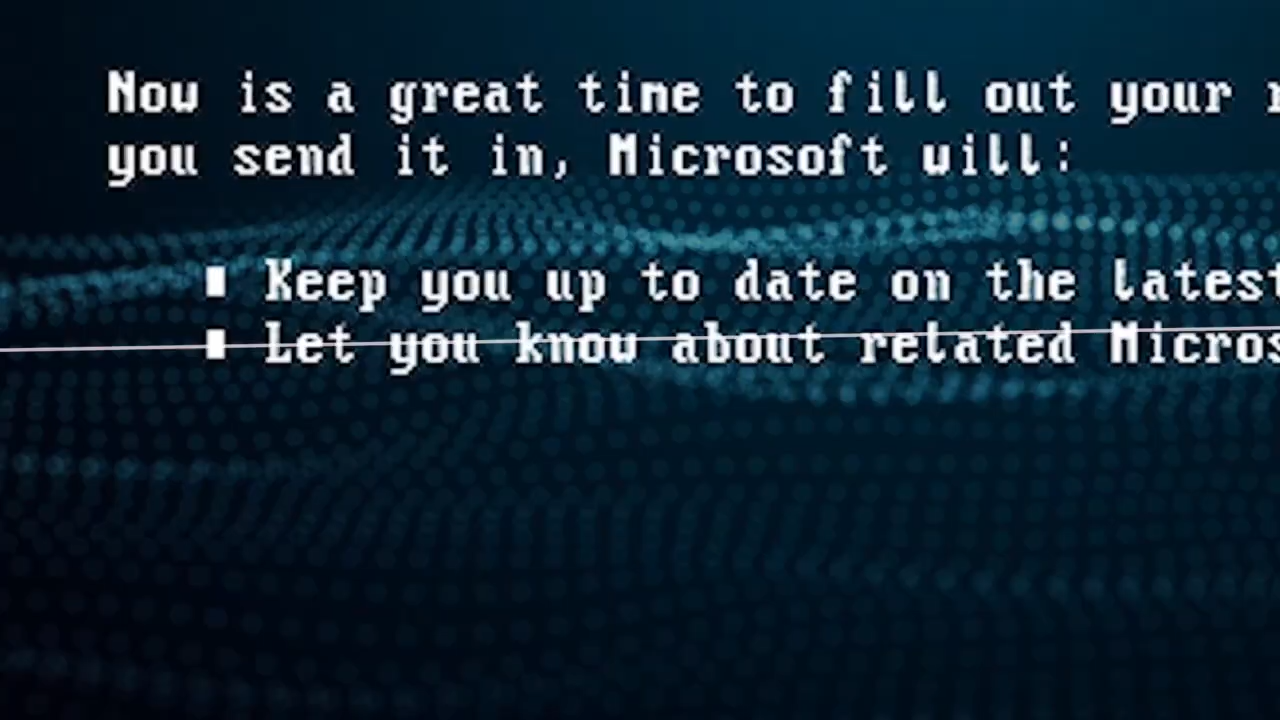 Now is a great time to fill out your
you send it in, Microsoft will:
▪ Keep you up to date on the latest
▪ Let you know about related Micros